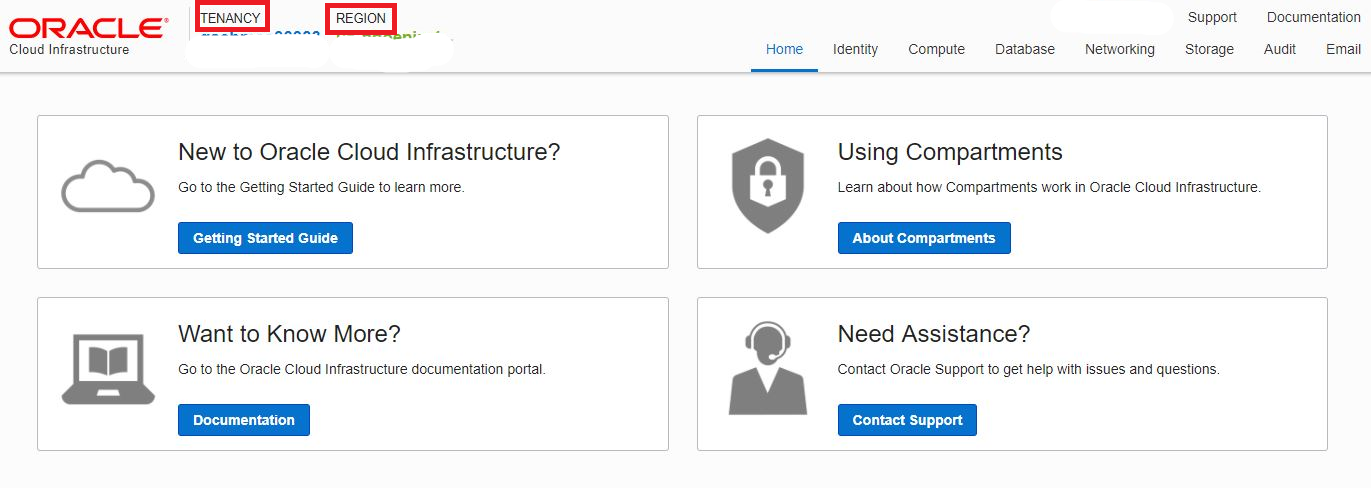 ORACLE®
Cloud Infrastructure
TENANCY
REGION
Support Documentation
Home Identity Compute Database Networking Storage Audit Email
New to Oracle Cloud Infrastructure?
Go to the Getting Started Guide to learn more.
Getting Started Guide
Using Compartments
Learn about how Compartments work in Oracle Cloud Infrastructure.
About Compartments
Want to Know More?
Go to the Oracle Cloud Infrastructure documentation portal.
Documentation
Need Assistance?
Contact Oracle Support to get help with issues and questions.
Contact Support